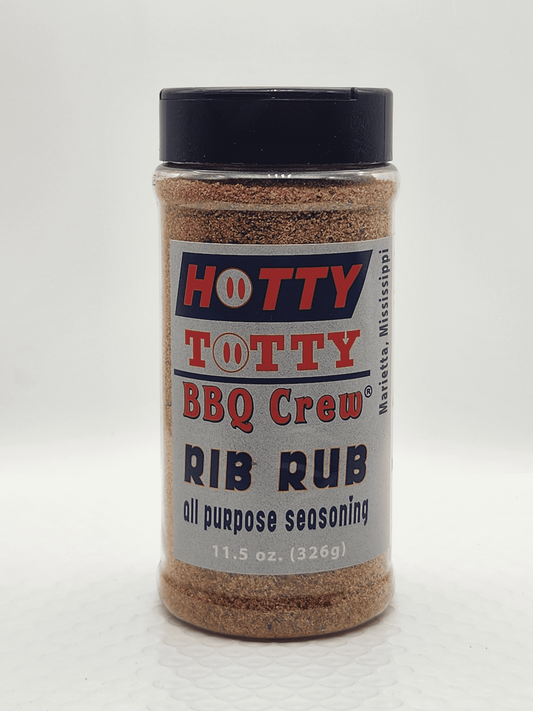 HOTTY
TOTTY
BBQ Crew®
RIB RUB
all purpose seasoning
11.5 oz. (326g)
Marietta, Mississippi